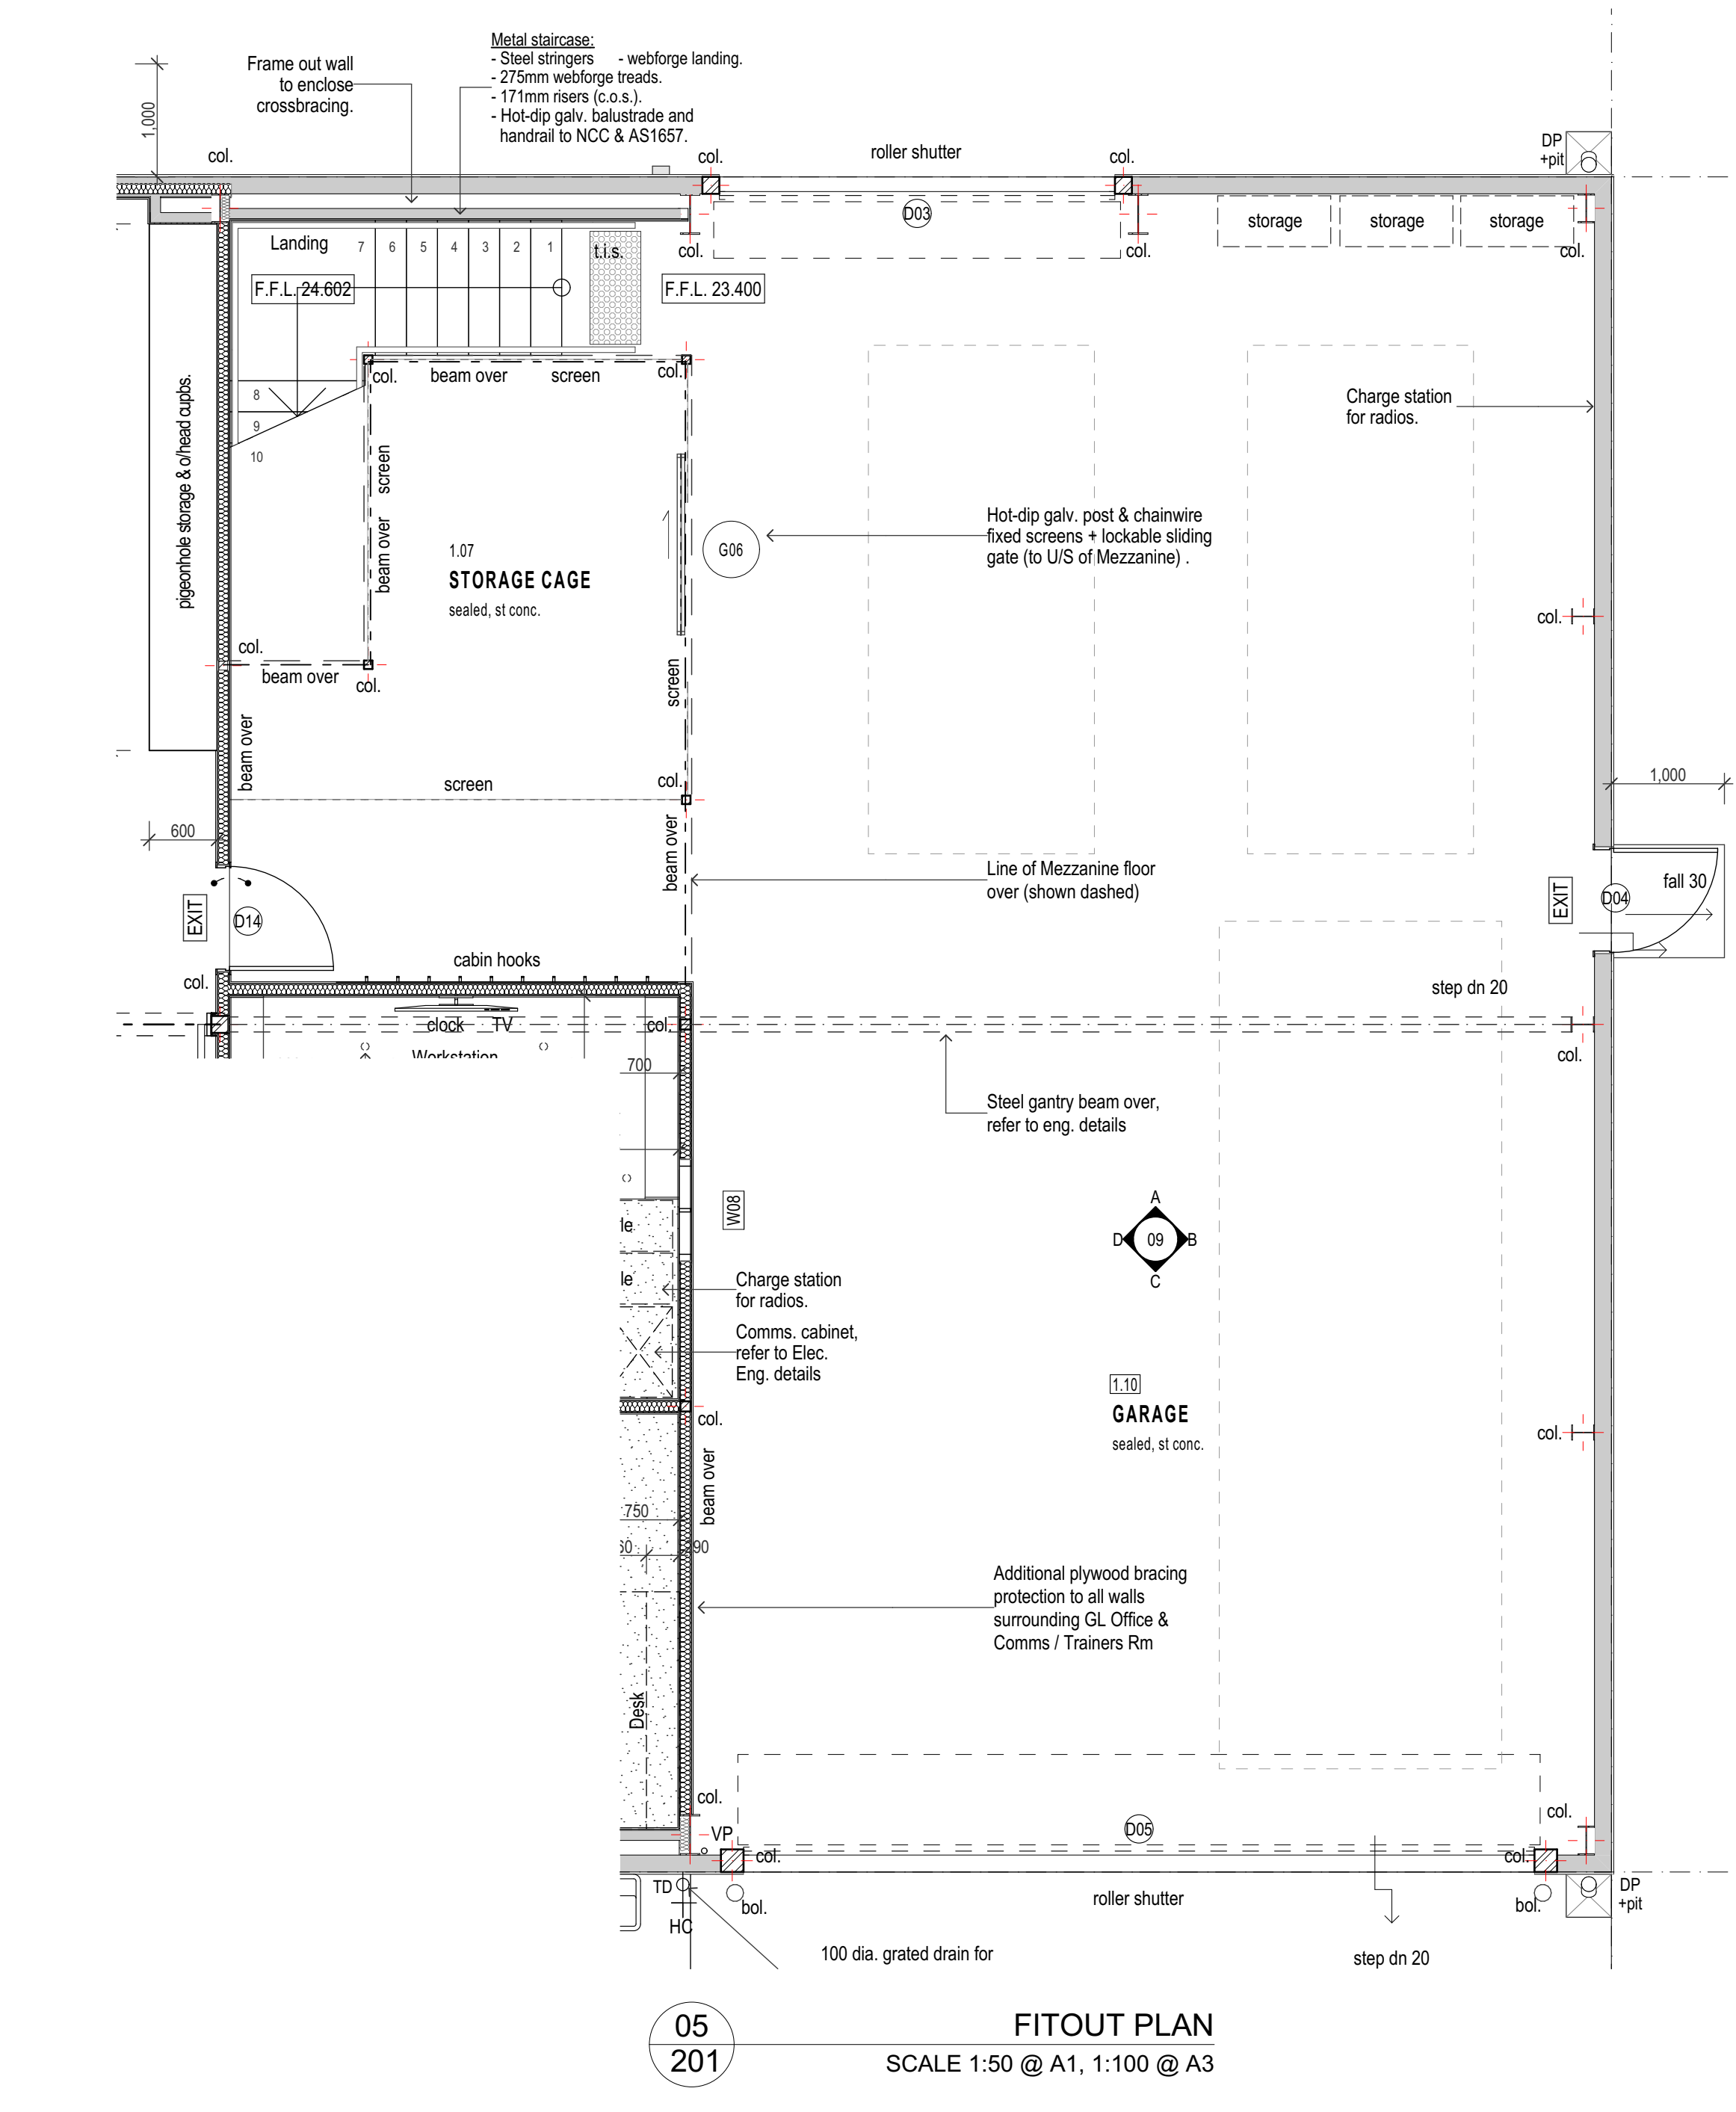 Metal staircase:
- Steel stringers - webforge landing.
- 275mm webforge treads.
- 171mm risers (c.o.s.).
- Hot-dip galv. balustrade and
handrail to NCC & AS1657.
Frame out wall
to enclose
crossbracing.
1,000
col.
col.
roller shutter
col.
DP
+pit
D03
storage
storage
storage
Landing
7
6
5
4
3
2
1
t.i.s.
col.
col.
col.
F.F.L. 24.602
F.F.L. 23.400
col.
beam over
screen
col.
8
9
10
Charge station
for radios.
pigeonhole storage & o/head cupbs.
screen
beam over
1.07
STORAGE CAGE
sealed, st conc.
G06
Hot-dip galv. post & chainwire
fixed screens + lockable sliding
gate (to U/S of Mezzanine) .
col.
col.
beam over
col.
screen
beam over
screen
col.
1,000
600
beam over
Line of Mezzanine floor
over (shown dashed)
EXIT
D14
EXIT
D04
fall 30
cabin hooks
col.
step dn 20
clock
TV
col.
Workstation
col.
700
Steel gantry beam over,
refer to eng. details
W08
A
D
09
B
C
le
le
Charge station
for radios.
Comms. cabinet,
refer to Elec.
Eng. details
1.10
GARAGE
sealed, st conc.
col.
col.
beam over
750
60
90
Additional plywood bracing
protection to all walls
surrounding GL Office &
Comms / Trainers Rm
Desk
col.
col.
VP
D05
col.
col.
TD
bol.
HC
roller shutter
bol.
DP
+pit
100 dia. grated drain for
step dn 20
05
201
FITOUT PLAN
SCALE 1:50 @ A1, 1:100 @ A3